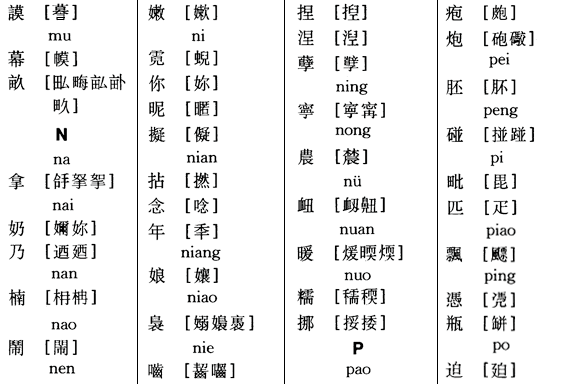 謨 [謩]
mu
幕 [幙]
畝 [畒畮畆畞
畂]
N
na
拿 [拏挐]
nai
奶 [嬭妳]
乃 [迺廼]
nan
楠 [枏柟]
nao
鬧 [閙]
nen
嫩 [嫰]
ni
霓 [蜺]
你 [妳]
昵 [暱]
擬 [儗]
nian
拈 [撚]
念 [唸]
年 [秊]
niang
娘 [孃]
niao
裊 [嫋嬝褭]
nie
嚙 [齧囓]
捏 [揑]
涅 [湼]
孽 [孼]
ning
寧 [寍甯]
nong
農 [辳]
nü
衄 [衂䶊]
nuan
暖 [煖㬉煗]
nuo
糯 [稬穤]
挪 [挼捼]
P
pao
疱 [皰]
炮 [砲礮]
pei
胚 [肧]
peng
碰 [掽踫]
pi
毗 [毘]
匹 [疋]
piao
飄 [飃]
ping
憑 [凴]
瓶 [缾]
po
迫 [廹]